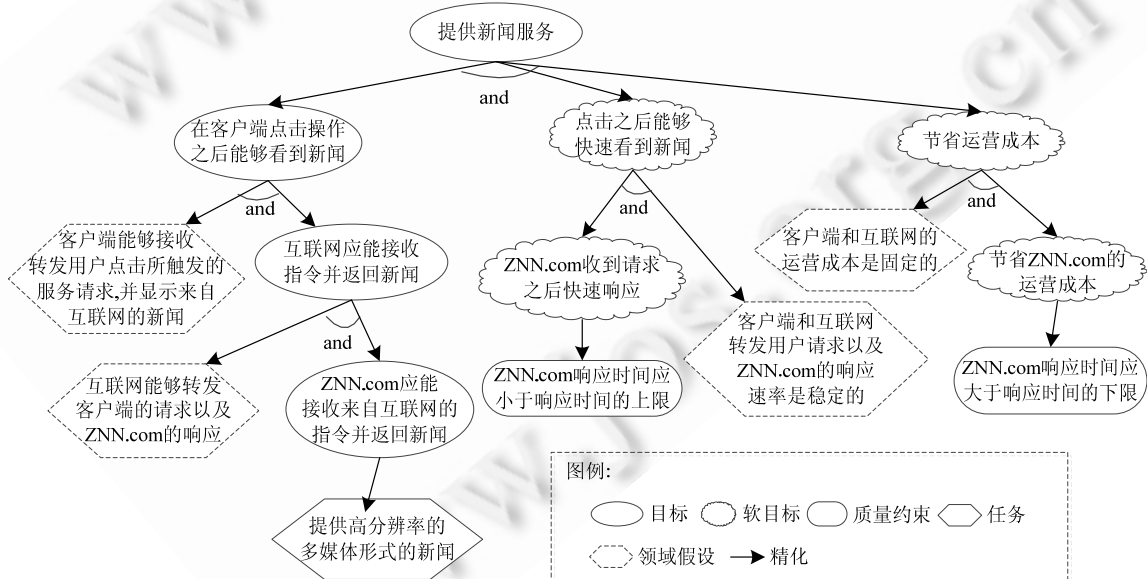 提供新闻服务
and
在客户端点击操作
之后能够看到新闻
点击之后能够
快速看到新闻
节省运营成本
and
and
and
客户端能够接收
转发用户点击所触发的
服务请求,并显示来自
互联网的新闻
互联网应能接收
指令并返回新闻
ZNN.com收到请求
之后快速响应
客户端和互联网的
运营成本是固定的
节省ZNN.com的
运营成本
and
客户端和互联网
转发用户请求以及
ZNN.com的响应
速率是稳定的
互联网能够转发
客户端的请求以及
ZNN.com的响应
ZNN.com应能
接收来自互联网的
指令并返回新闻
ZNN.com响应时间应
小于响应时间的上限
ZNN.com响应时间应
大于响应时间的下限
提供高分辨率的
多媒体形式的新闻
图例:
目标 软目标 质量约束 任务
领域假设 精化
www.jos.org.cn